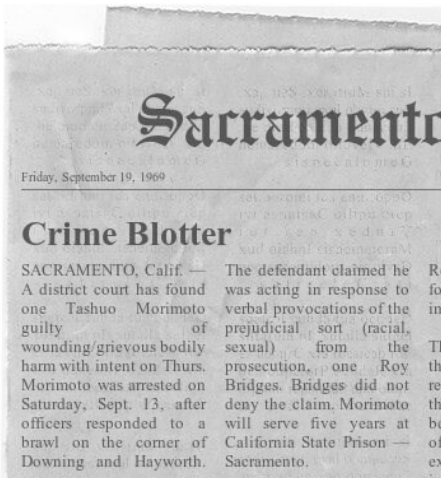 Sacramento
Friday, September 19, 1969
Crime Blotter
SACRAMENTO, Calif. —
A district court has found
one Tashuo Morimoto
guilty of
wounding/grievous bodily
harm with intent on Thurs.
Morimoto was arrested on
Saturday, Sept. 13, after
officers responded to a
brawl on the corner of
Downing and Hayworth.
The defendant claimed he
was acting in response to
verbal provocations of the
prejudicial sort (racial,
sexual) from the
prosecution, one Roy
Bridges. Bridges did not
deny the claim. Morimoto
will serve five years at
California State Prison —
Sacramento.